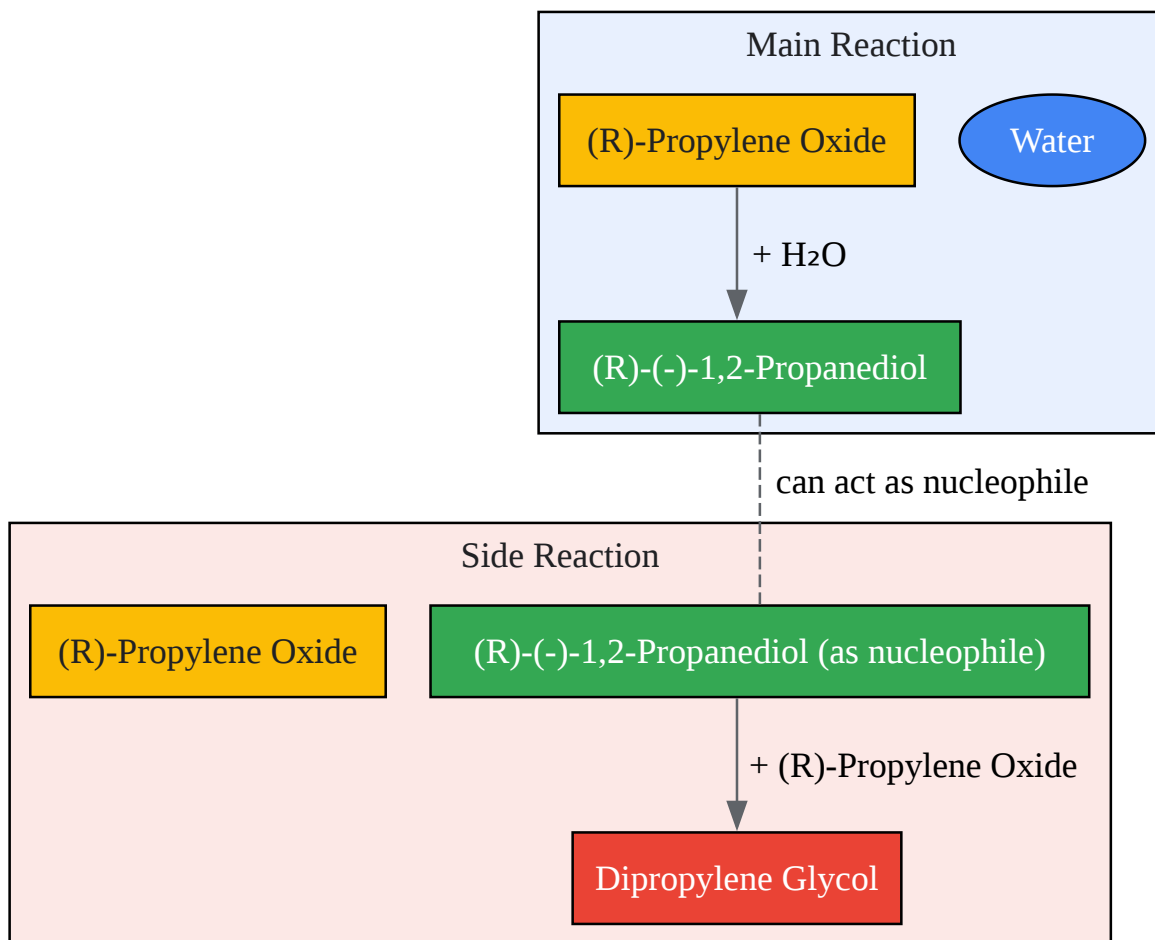 Main Reaction
(R)-Propylene Oxide
Water
+ H₂O
(R)-(-)-1,2-Propanediol
can act as nucleophile
Side Reaction
(R)-Propylene Oxide
(R)-(-)-1,2-Propanediol (as nucleophile)
+ (R)-Propylene Oxide
Dipropylene Glycol